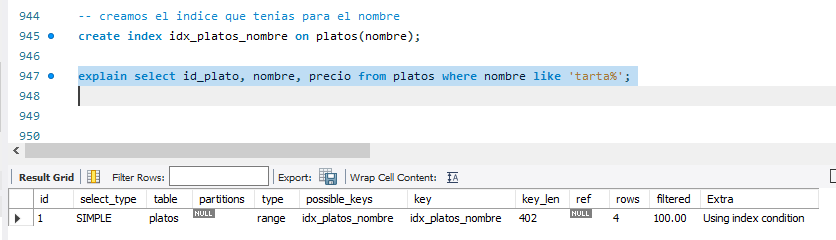 944 -- creamos el indice que tenias para el nombre
945 create index idx_platos_nombre on platos(nombre);
946
947 explain select id_plato, nombre, precio from platos where nombre like 'tarta%';
948
949
950
Result Grid Filter Rows: Export: Wrap Cell Content:
id select_type table partitions type possible_keys key key_len ref rows filtered Extra
1 SIMPLE platos NULL range idx_platos_nombre idx_platos_nombre 402 NULL 4 100.00 Using index condition